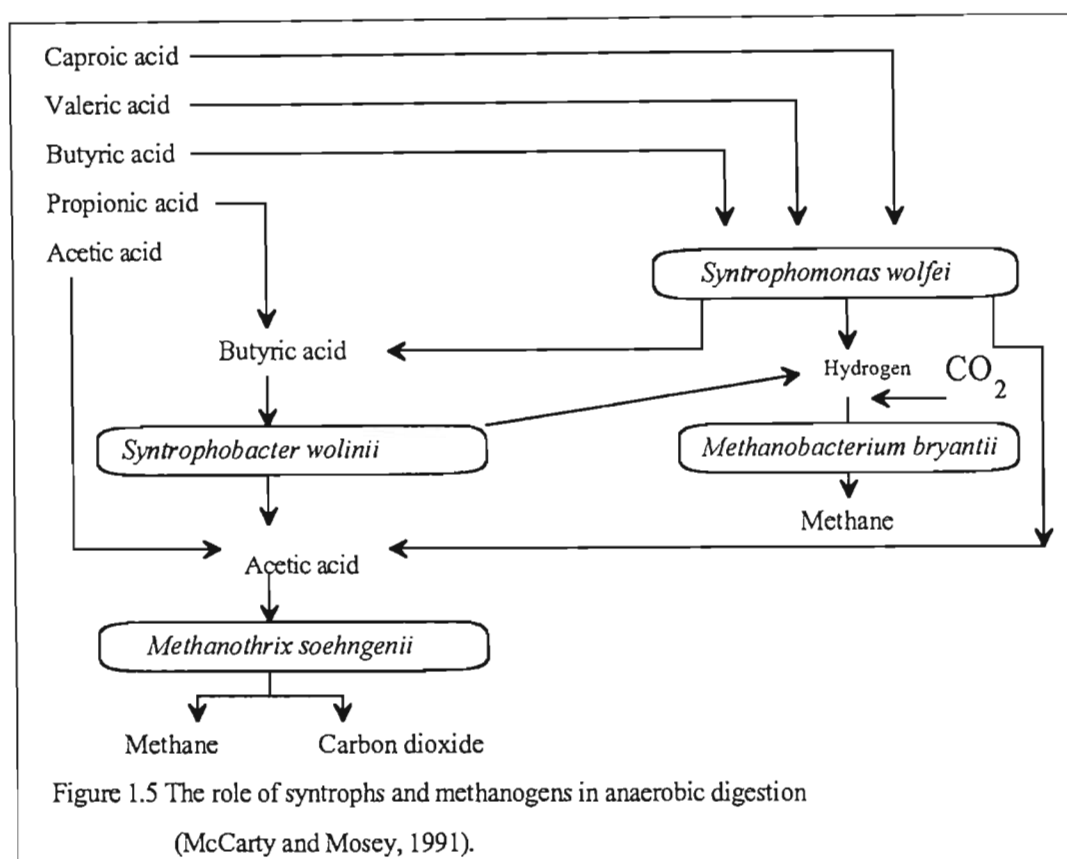 Caproic acid
Valeric acid
Butyric acid
Propionic acid
Acetic acid
Syntrophomonas wolfei
Butyric acid
Hydrogen
CO₂
Syntrophobacter wolinii
Methanobacterium bryantii
Methane
Acetic acid
Methanothrix soehngenii
Methane
Carbon dioxide
Figure 1.5 The role of syntrophs and methanogens in anaerobic digestion
(McCarty and Mosey, 1991).